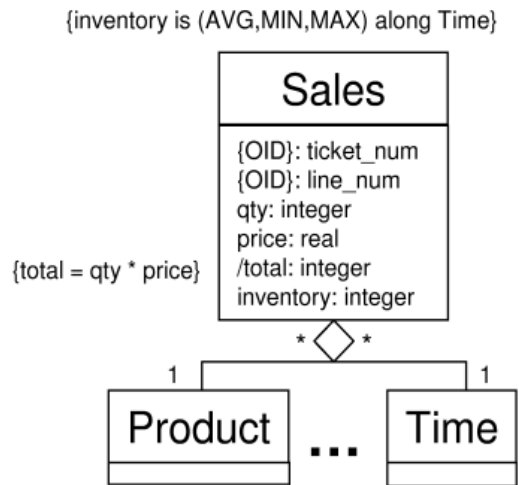 {inventory is (AVG,MIN,MAX) along Time}
Sales
{OID}: ticket_num
{OID}: line_num
qty: integer
price: real
{total = qty * price}
/total: integer
inventory: integer
* *
1 1
Product ... Time